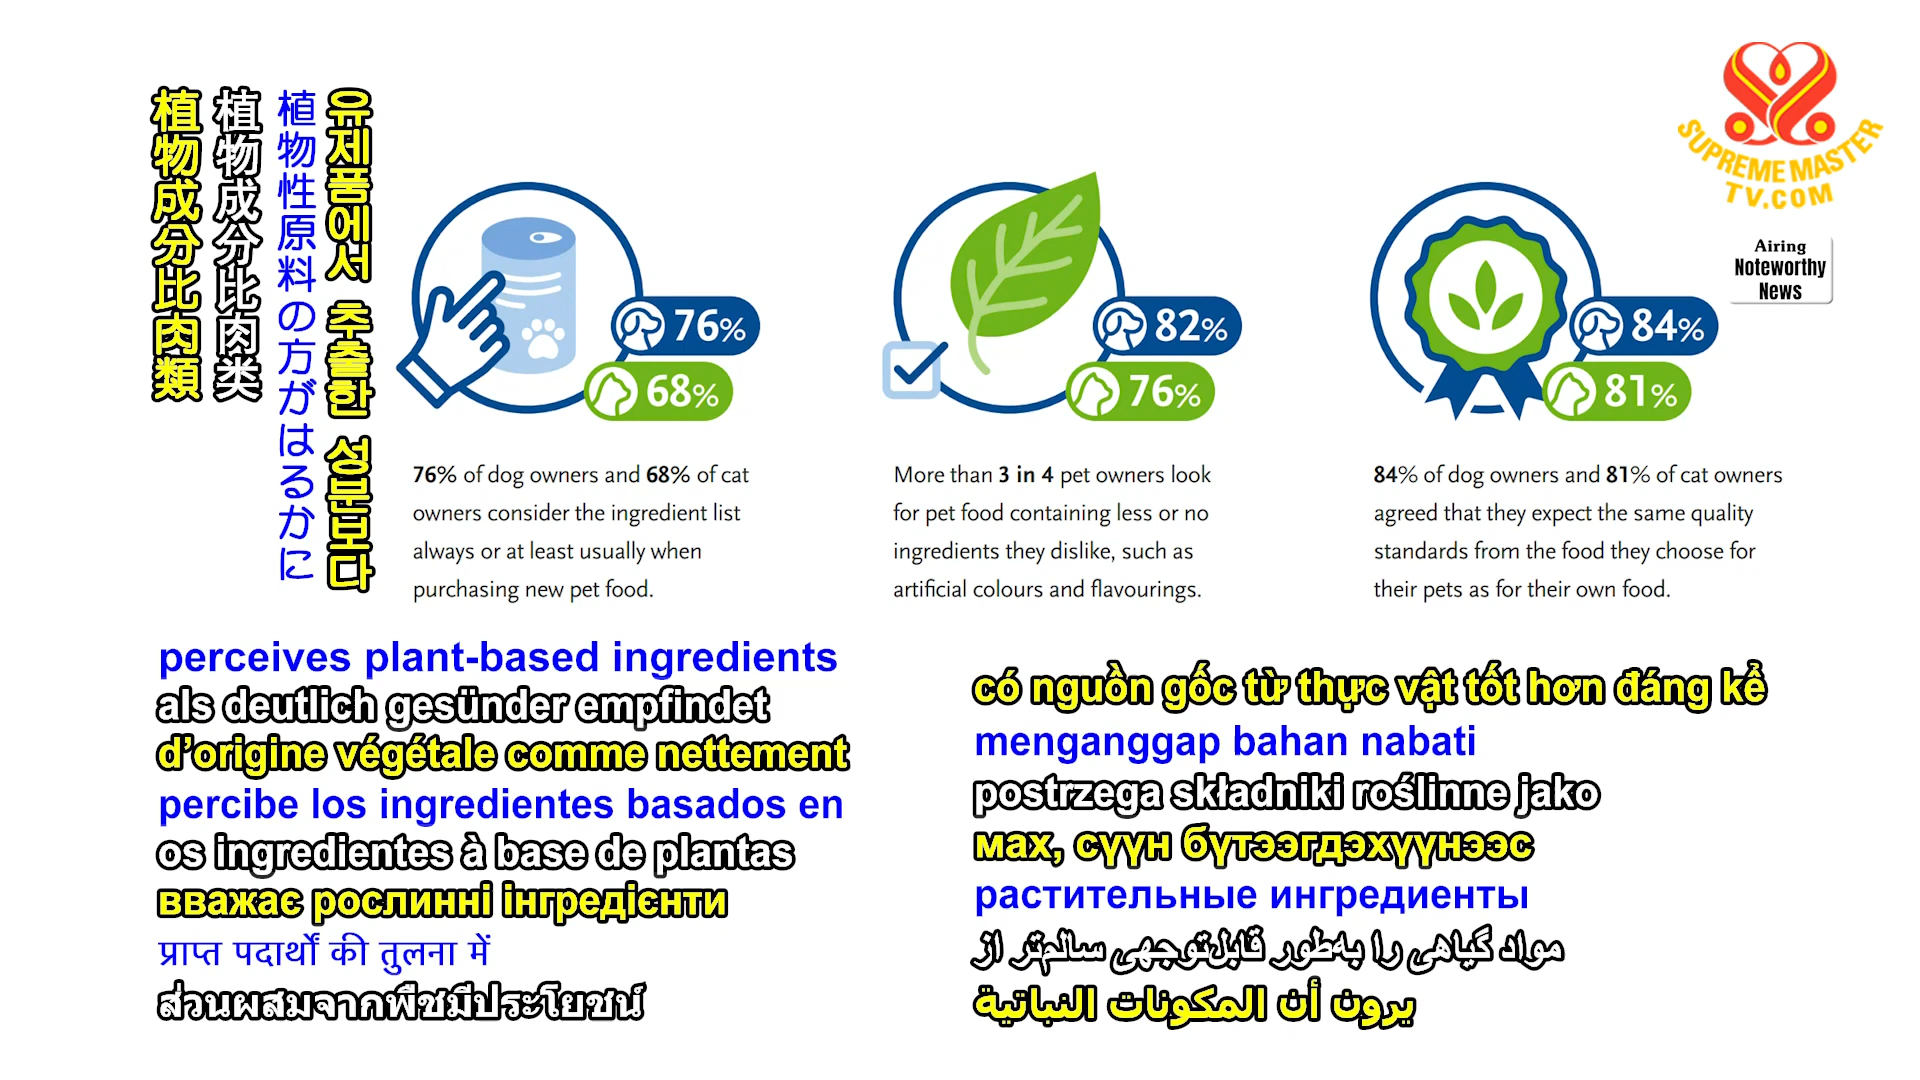 植物成分比肉類
植物成分比肉类
植物性原料の方がはるかに
유제품에서 추출한 성분보다
SUPREME MASTER
TV.COM
Airing
Noteworthy
News
76%
68%
82%
76%
84%
81%
76% of dog owners and 68% of cat
owners consider the ingredient list
always or at least usually when
purchasing new pet food.
More than 3 in 4 pet owners look
for pet food containing less or no
ingredients they dislike, such as
artificial colours and flavourings.
84% of dog owners and 81% of cat owners
agreed that they expect the same quality
standards from the food they choose for
their pets as for their own food.
perceives plant-based ingredients
als deutlich gesünder empfindet
d’origine végétale comme nettement
percibe los ingredientes basados en
os ingredientes à base de plantas
вважає рослинні інгредієнти
प्राप्त पदार्थों की तुलना में
ส่วนผสมจากพืชมีประโยชน์
có nguồn gốc từ thực vật tốt hơn đáng kể
menganggap bahan nabati
postrzega składniki roślinne jako
мах, сүүн бүтээгдэхүүнээс
растительные ингредиенты
مواد گیاهی را به‌طور قابل‌توجهی سالم‌تر از
يرون أن المكونات النباتية